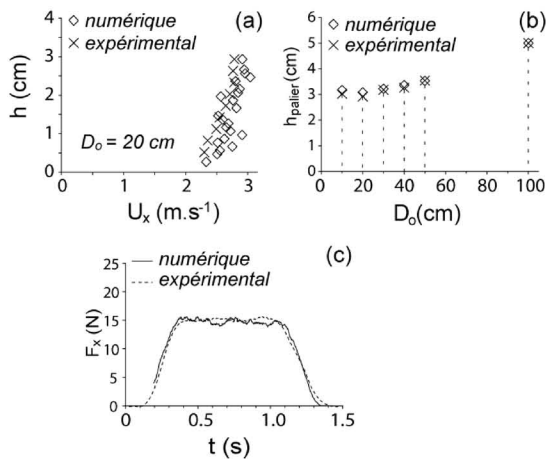 numérique
expérimental
(a)
h (cm)
4
3
2
1
0
D₀ = 20 cm
0 1 2 3
Uₓ (m.s⁻¹)
numérique
expérimental
(b)
h_palier (cm)
6
5
4
3
2
1
0
0 20 40 60 80 100
D₀(cm)
numérique
expérimental
(c)
Fₓ (N)
25
20
15
10
5
0
0 0.5 1.0 1.5
t (s)